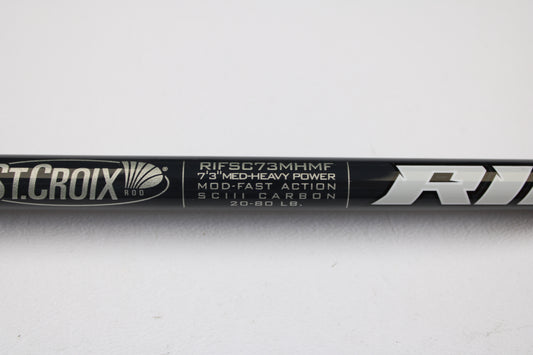 ST.CROIX
ROD
RIFSC73MHMF
7'3" MED-HEAVY POWER
MOD-FAST ACTION
SCIII CARBON
20-80 LB.